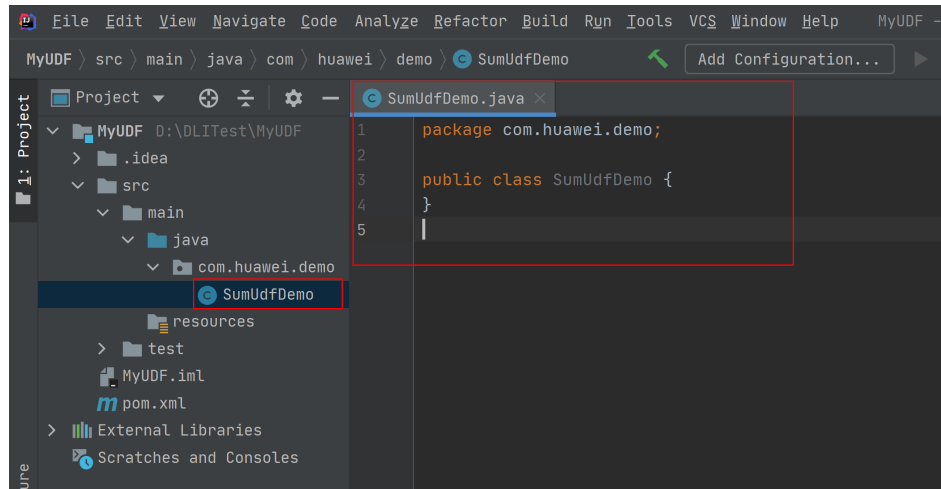 File Edit View Navigate Code Analyze Refactor Build Run Tools VCS Window Help MyUDF -
MyUDF src main java com huawei demo SumUdfDemo Add Configuration...
1: Project
Project
SumUdfDemo.java
MyUDF D:\DLITest\MyUDF
.idea
src
main
java
com.huawei.demo
SumUdfDemo
resources
test
MyUDF.iml
pom.xml
External Libraries
Scratches and Consoles
1 package com.huawei.demo;
2
3 public class SumUdfDemo {
4 }
5